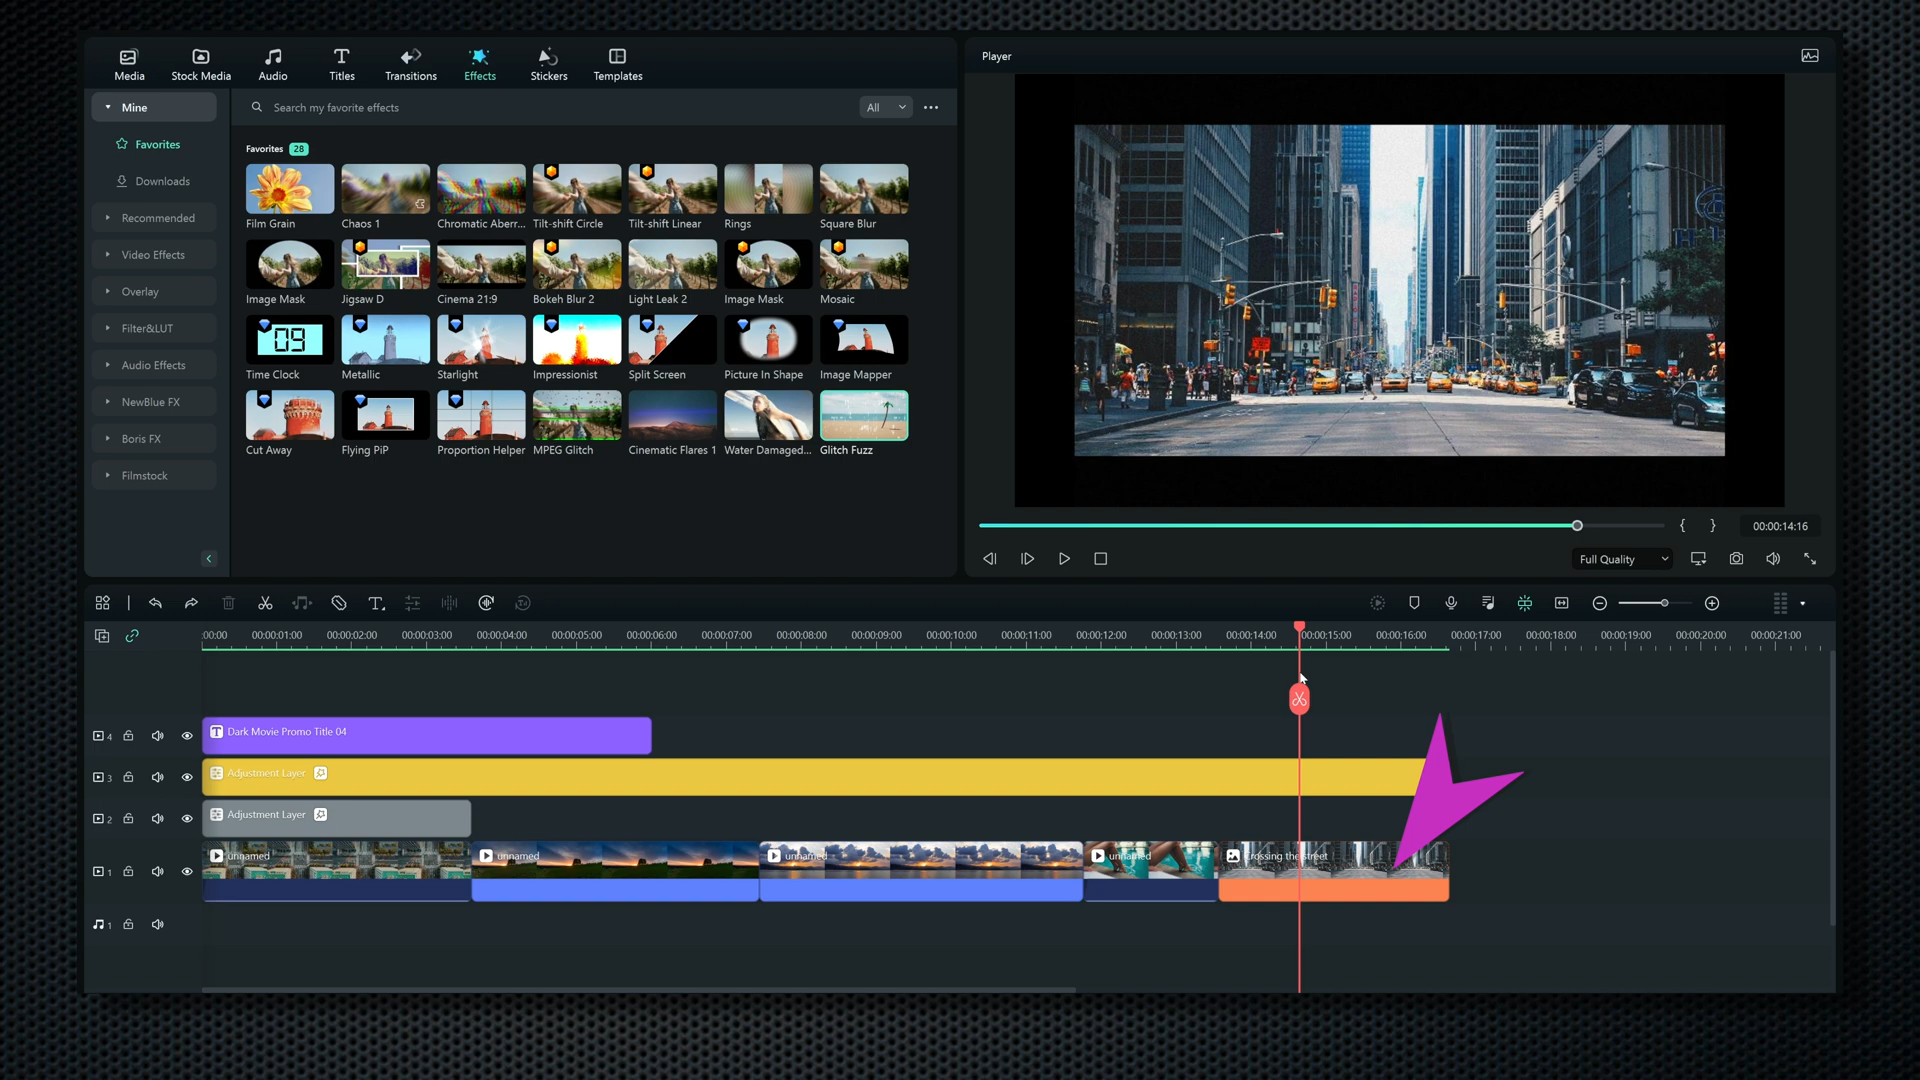 Media
Stock Media
Audio
Titles
Transitions
Effects
Stickers
Templates
Player
Mine
Search my favorite effects
All
Favorites
Downloads
Recommended
Video Effects
Overlay
Filter&LUT
Audio Effects
NewBlue FX
Boris FX
Filmstock
Favorites 28
Film Grain
Chaos 1
Chromatic Aberr...
Tilt-shift Circle
Tilt-shift Linear
Rings
Square Blur
Image Mask
Jigsaw D
Cinema 21:9
Bokeh Blur 2
Light Leak 2
Image Mask
Mosaic
09
Time Clock
Metallic
Starlight
Impressionist
Split Screen
Picture In Shape
Image Mapper
Cut Away
Flying PiP
Proportion Helper
MPEG Glitch
Cinematic Flares 1
Water Damaged...
Glitch Fuzz
{ }
00:00:14:16
Full Quality
:00:00 00:00:01:00 00:00:02:00 00:00:03:00 00:00:04:00 00:00:05:00 00:00:06:00 00:00:07:00 00:00:08:00 00:00:09:00 00:00:10:00 00:00:11:00 00:00:12:00 00:00:13:00 00:00:14:00 00:00:15:00 00:00:16:00 00:00:17:00 00:00:18:00 00:00:19:00 00:00:20:00 00:00:21:00
4
Dark Movie Promo Title 04
3
Adjustment Layer
2
Adjustment Layer
1
unnamed
unnamed
unnamed
unnamed
Crossing the street
1